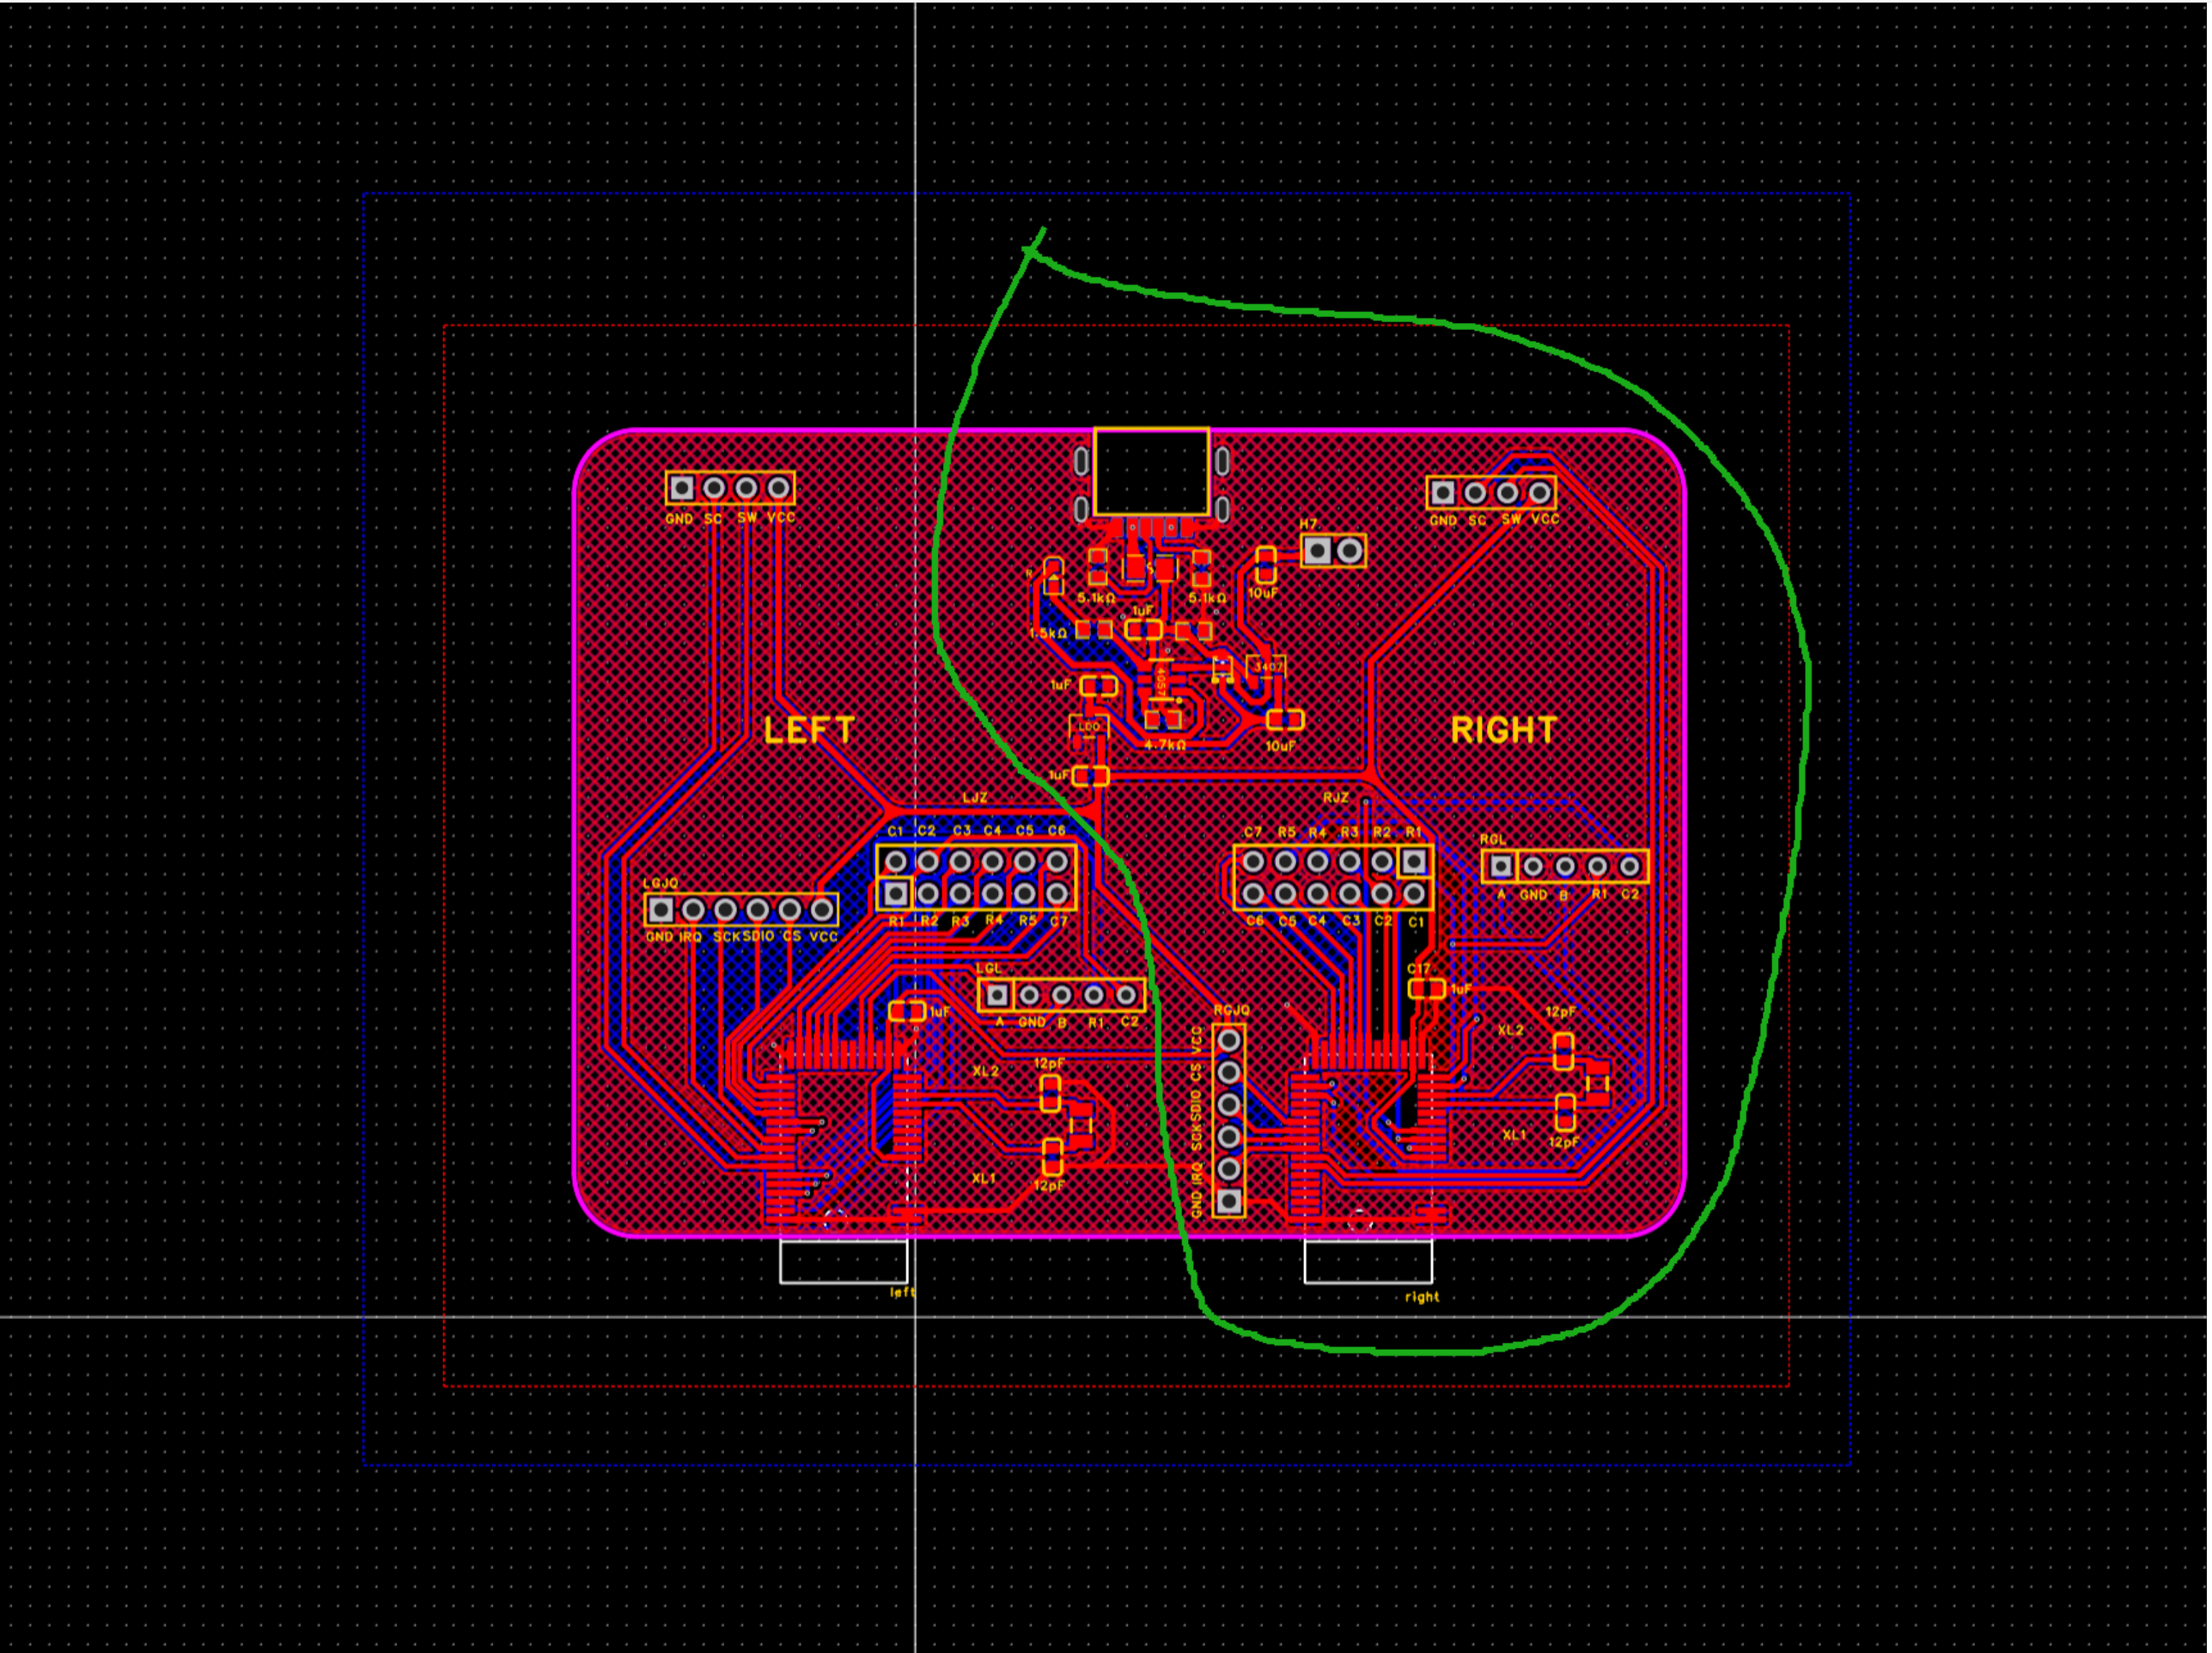 GND SC SW VCC
GND SC SW VCC
H7
R
5.1kΩ
5.1kΩ
10uF
1uF
1.5kΩ
3407
4057
1uF
LDO
4.7kΩ
10uF
LEFT
RIGHT
1uF
LJZ
RJZ
C1 C2 C3 C4 C5 C6
C7 R5 R4 R3 R2 R1
RGL
LGJQ
A GND B R1 C2
R1 R2 R3 R4 R5 C7
C6 C5 C4 C3 C2 C1
GND IRQ SCK SDIO CS VCC
LGL
C17
1uF
1uF
A GND B R1 C2
RGJQ
12pF
XL2
GND IRQ SCK SDIO CS VCC
12pF
XL2
XL1
12pF
XL1
12pF
left
right